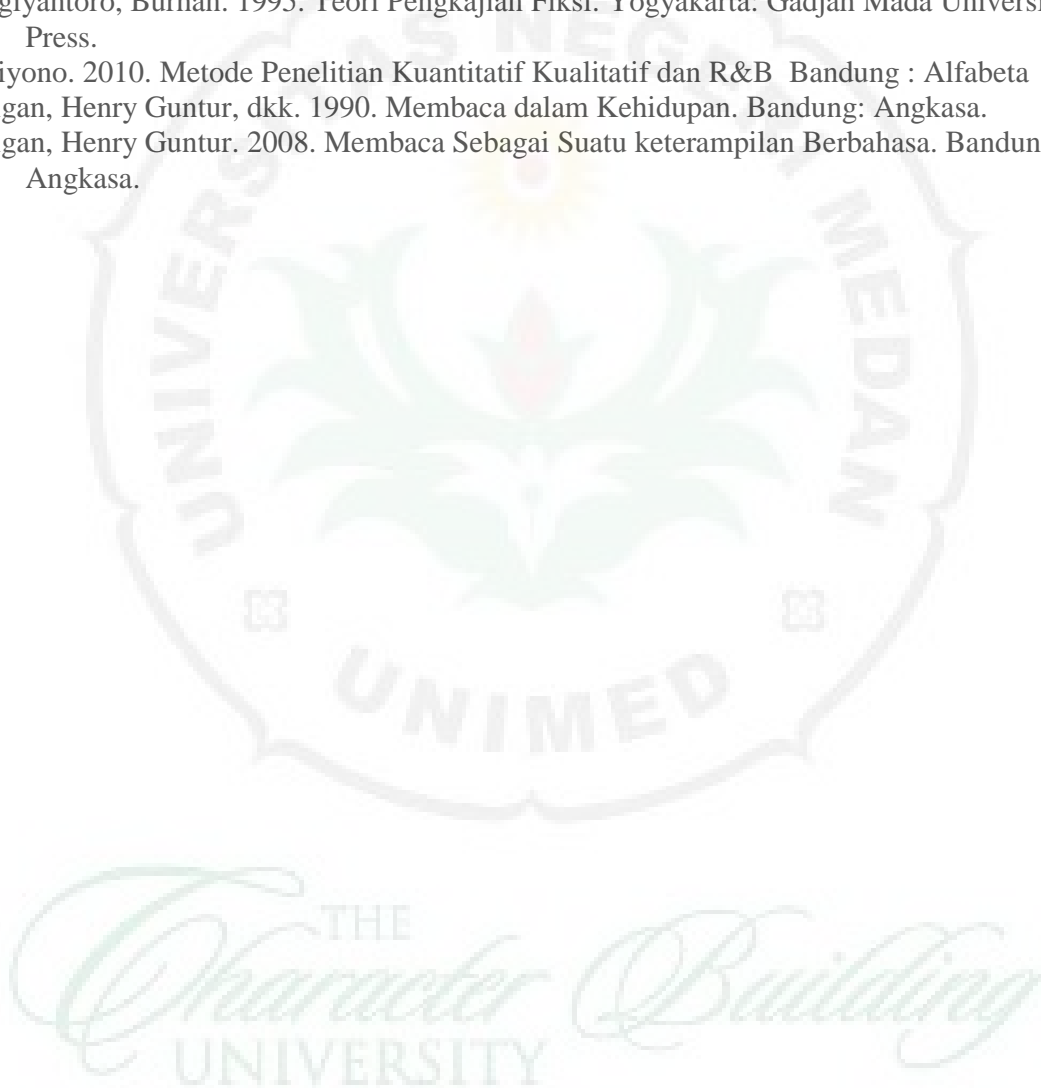 giyantoro, Burhan. 1995. Teori Pengkajian Fiksi. Yogyakarta: Gadjah Mada Universi
Press.
iyono. 2010. Metode Penelitian Kuantitatif Kualitatif dan R&B Bandung : Alfabeta
gan, Henry Guntur, dkk. 1990. Membaca dalam Kehidupan. Bandung: Angkasa.
gan, Henry Guntur. 2008. Membaca Sebagai Suatu keterampilan Berbahasa. Bandun
Angkasa.
UNIVERSITAS NEGERI MEDAN
UNIMED
THE
Character Building
UNIVERSITY